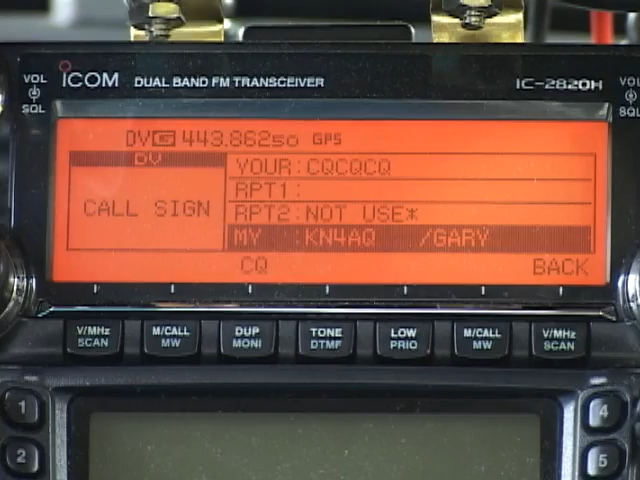 VOL ICOM DUAL BAND FM TRANSCEIVER IC-2820H VOL
SQL SQL
DV G 443.86250 GPS
DV
CALL SIGN
YOUR:CQCQCQ
RPT1:
RPT2:NOT USE*
MY :KN4AQ /GARY
CQ BACK
V/MHz SCAN
M/CALL MW
DUP MONI
TONE DTMF
LOW PRIO
M/CALL MW
V/MHz SCAN
1 4
2 5